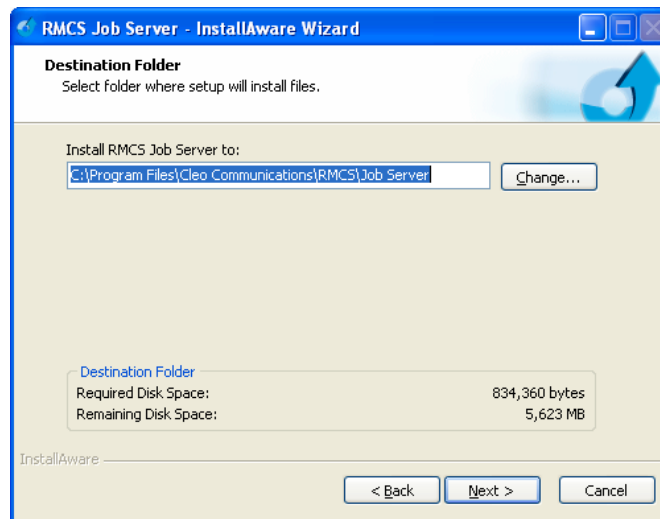 RMCS Job Server - InstallAware Wizard
Destination Folder
Select folder where setup will install files.
Install RMCS Job Server to:
C:\Program Files\Cleo Communications\RMCS\Job Server
Change...
Destination Folder
Required Disk Space: 834,360 bytes
Remaining Disk Space: 5,623 MB
InstallAware
< Back Next > Cancel